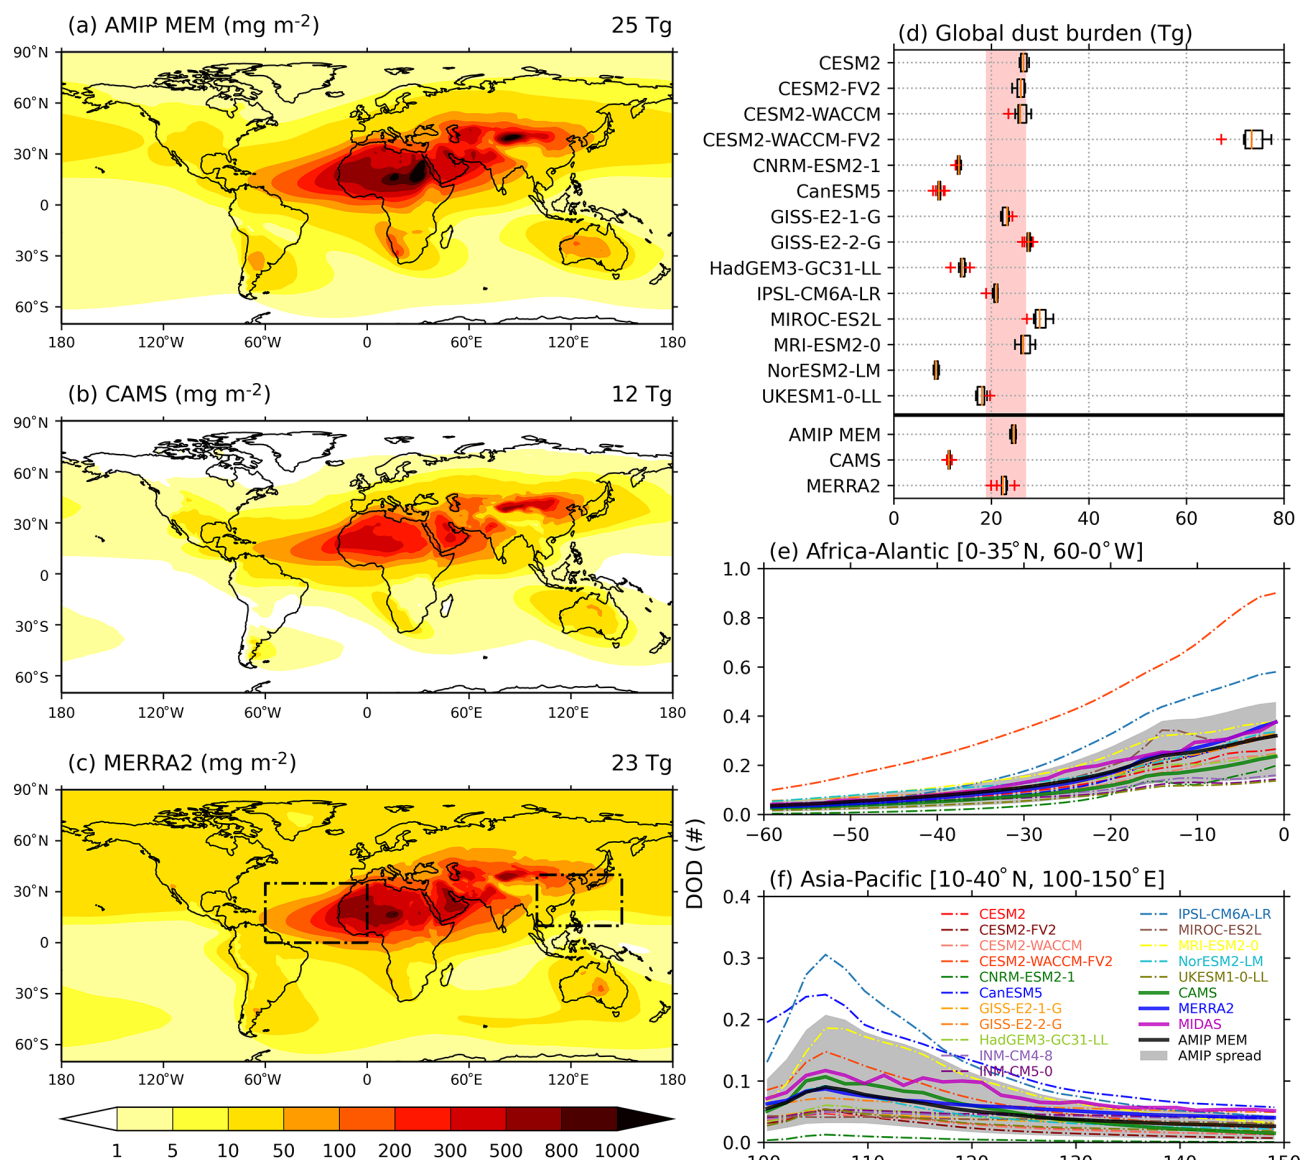 (a) AMIP MEM (mg m-2) 25 Tg
90°N
60°N
30°N
0
30°S
60°S
180 120°W 60°W 0 60°E 120°E 180
(b) CAMS (mg m-2) 12 Tg
90°N
60°N
30°N
0
30°S
60°S
180 120°W 60°W 0 60°E 120°E 180
(c) MERRA2 (mg m-2) 23 Tg
90°N
60°N
30°N
0
30°S
60°S
180 120°W 60°W 0 60°E 120°E 180
1 5 10 50 100 200 300 500 800 1000
(d) Global dust burden (Tg)
CESM2
CESM2-FV2
CESM2-WACCM
CESM2-WACCM-FV2
CNRM-ESM2-1
CanESM5
GISS-E2-1-G
GISS-E2-2-G
HadGEM3-GC31-LL
IPSL-CM6A-LR
MIROC-ES2L
MRI-ESM2-0
NorESM2-LM
UKESM1-0-LL
AMIP MEM
CAMS
MERRA2
0 20 40 60 80
(e) Africa-Alantic [0-35°N, 60-0°W]
1.0
0.8
0.6
0.4
0.2
0.0
−60 −50 −40 −30 −20 −10 0
DOD (#)
(f) Asia-Pacific [10-40°N, 100-150°E]
0.4
0.3
0.2
0.1
0.0
CESM2
CESM2-FV2
CESM2-WACCM
CESM2-WACCM-FV2
CNRM-ESM2-1
CanESM5
GISS-E2-1-G
GISS-E2-2-G
HadGEM3-GC31-LL
INM-CM4-8
INM-CM5-0
IPSL-CM6A-LR
MIROC-ES2L
MRI-ESM2-0
NorESM2-LM
UKESM1-0-LL
CAMS
MERRA2
MIDAS
AMIP MEM
AMIP spread
100 110 120 130 140 150